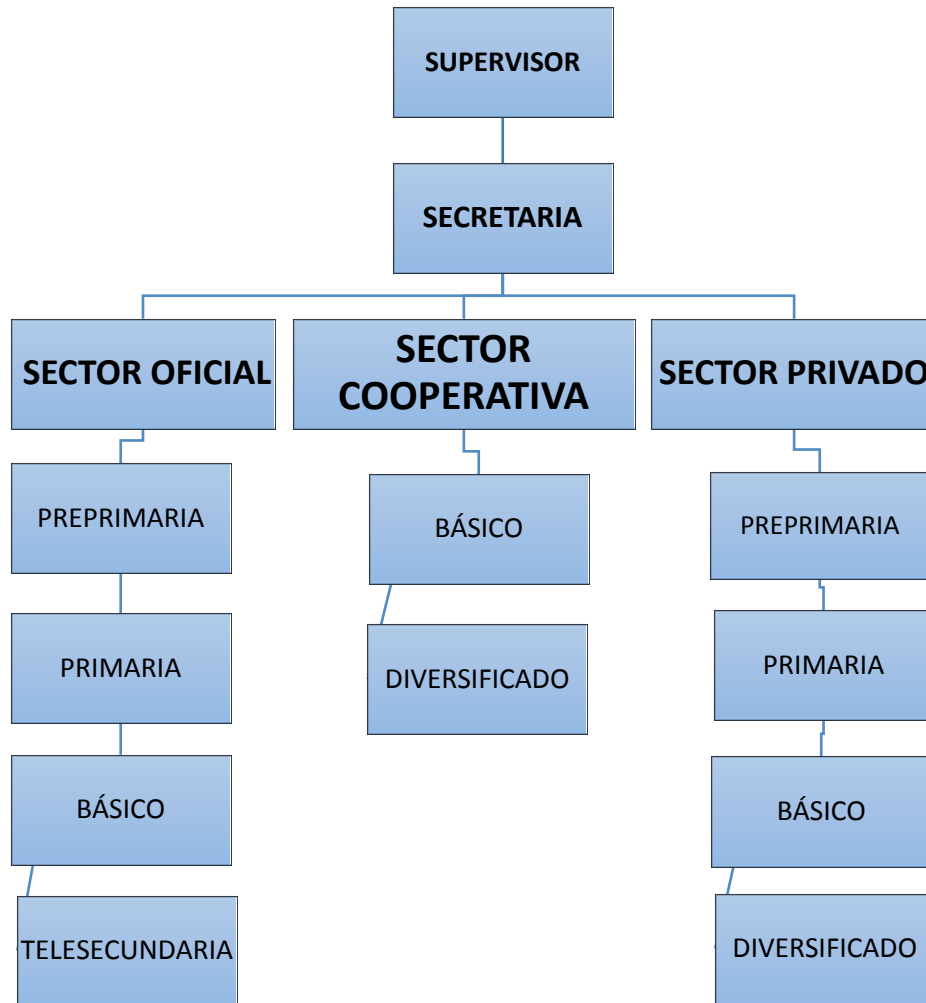 SUPERVISOR
SECRETARIA
SECTOR OFICIAL
SECTOR
COOPERATIVA
SECTOR PRIVADO
PREPRIMARIA
PRIMARIA
BÁSICO
TELESECUNDARIA
BÁSICO
DIVERSIFICADO
PREPRIMARIA
PRIMARIA
BÁSICO
DIVERSIFICADO